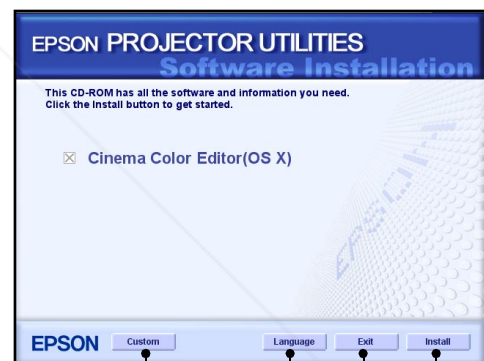 EPSON PROJECTOR UTILITIES
Software Installation
This CD-ROM has all the software and information you need.
Click the Install button to get started.
Cinema Color Editor(OS X)
EPSON
EPSON Custom Language Exit Install